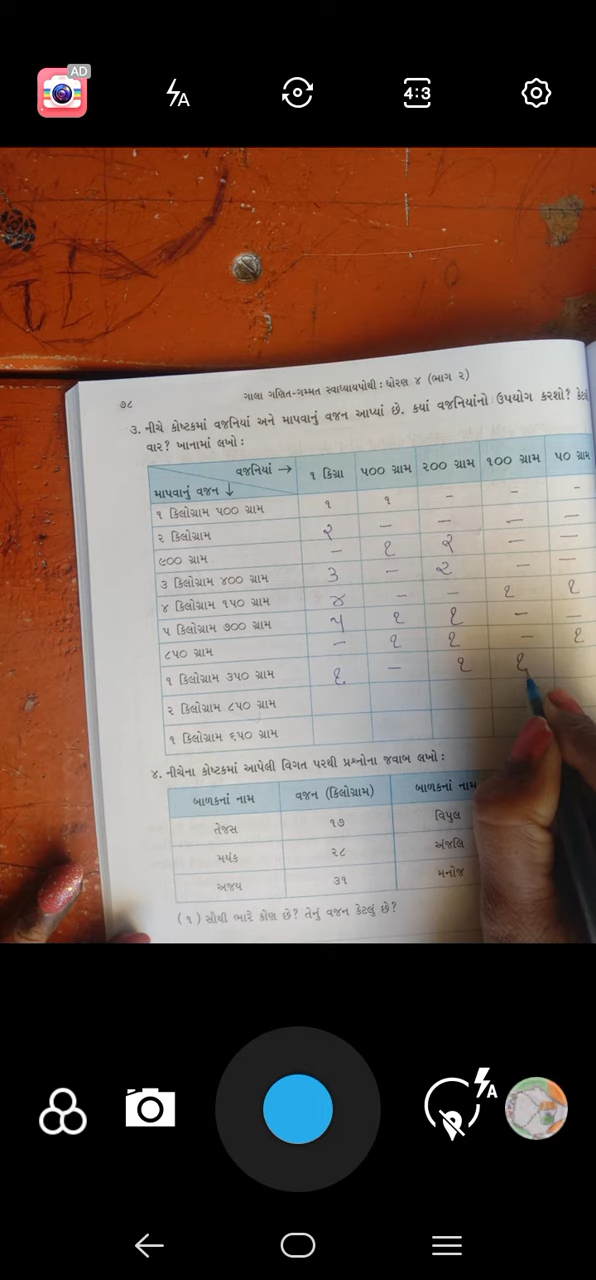 AD
4:3
૭૮
ગાલા ગણિત-ગમ્મત સ્વાધ્યાયપોથી : ધોરણ ૪ (ભાગ ૨)
૩. નીચે કોષ્ટકમાં વજનિયાં અને માપવાનું વજન આપ્યાં છે. કયાં વજનિયાંનો ઉપયોગ કરશો?
વાર? ખાનામાં લખો :
વજનિયાં → ૧ કિગ્રા ૫૦૦ ગ્રામ ૨૦૦ ગ્રામ ૧૦૦ ગ્રામ ૫૦ ગ્રામ
માપવાનું વજન ↓
૧ કિલોગ્રામ ૫૦૦ ગ્રામ ૧ ૧ - - -
૨ કિલોગ્રામ ૨ - - - -
૯૦૦ ગ્રામ - ૧ ૨ - -
૩ કિલોગ્રામ ૪૦૦ ગ્રામ ૩ - ૨ - -
૪ કિલોગ્રામ ૧૫૦ ગ્રામ ૪ - - ૧ ૧
૫ કિલોગ્રામ ૭૦૦ ગ્રામ ૫ ૧ ૧ - -
૮૫૦ ગ્રામ - ૧ ૧ - ૧
૧ કિલોગ્રામ ૩૫૦ ગ્રામ ૧ - ૧ ૧
૨ કિલોગ્રામ ૮૫૦ ગ્રામ
૧ કિલોગ્રામ ૬૫૦ ગ્રામ
૪. નીચેના કોષ્ટકમાં આપેલી વિગત પરથી પ્રશ્નોના જવાબ લખો :
બાળકનાં નામ વજન (કિલોગ્રામ) બાળકનાં નામ
તેજસ ૧૭ વિપુલ
મયંક ૨૮ અંજલિ
અજય ૩૧ મનોજ
(૧) સૌથી ભારે કોણ છે? તેનું વજન કેટલું છે?